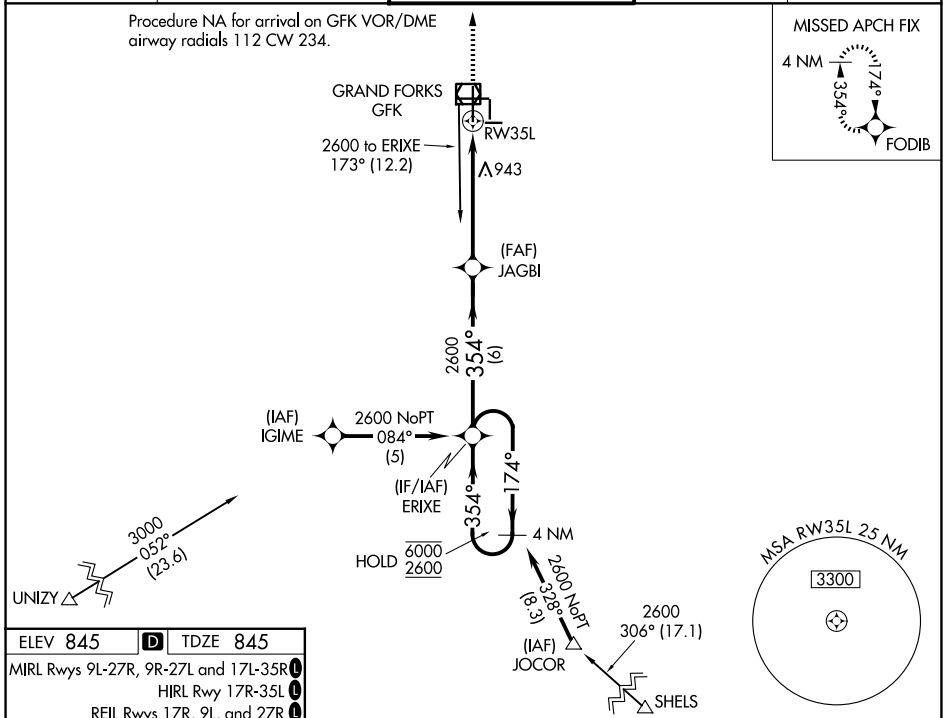 Procedure NA for arrival on GFK VOR/DME
airway radials 112 CW 234.
MISSED APCH FIX
4 NM
174°
354°
FODIB
GRAND FORKS
GFK
RW35L
2600 to ERIXE
173° (12.2)
943
(FAF)
JAGBI
2600
354°
(6)
(IAF)
IGIME
2600 NoPT
084°
(5)
(IF/IAF)
ERIXE
354°
174°
4 NM
HOLD
6000
2600
3000
052°
(23.6)
UNIZY
2600 NoPT
328°
(8.3)
(IAF)
JOCOR
2600
306° (17.1)
SHELS
MSA RW35L 25 NM
3300
ELEV 845 D TDZE 845
MIRL Rwys 9L-27R, 9R-27L and 17L-35R L
HIRL Rwy 17R-35L L
REIL Rwys 17R, 9L, and 27R L